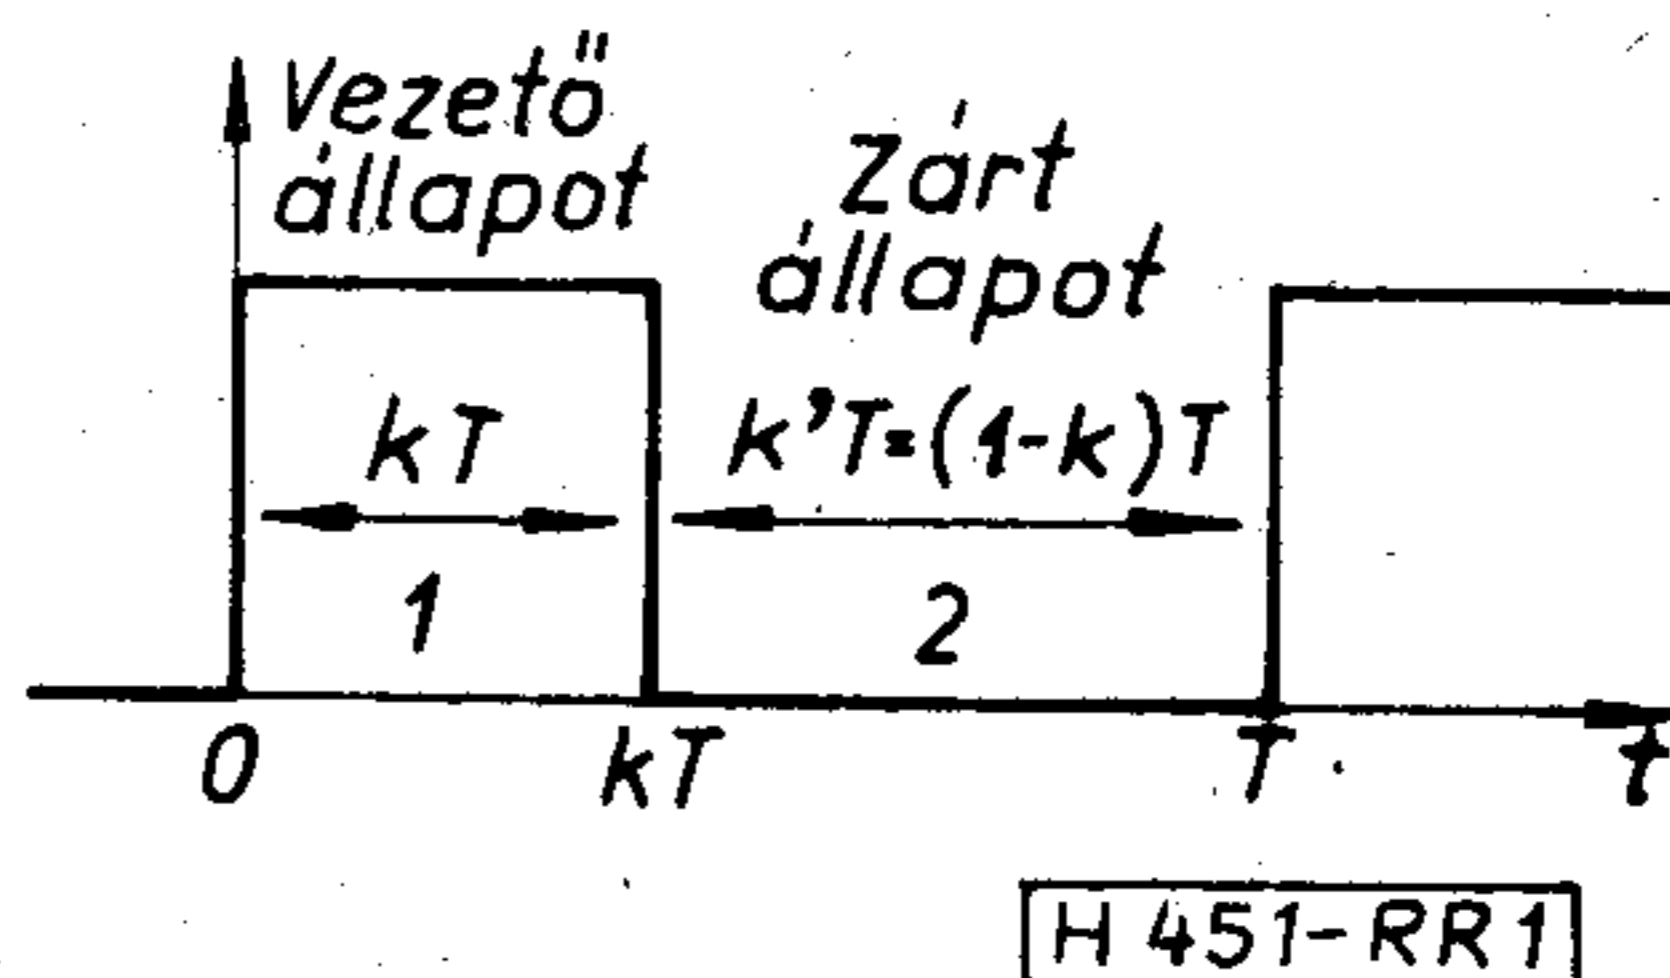 Vezető
állapot
Zárt
állapot
kT
k'T=(1-k)T
1
2
0
kT
T
t
H 451-RR1